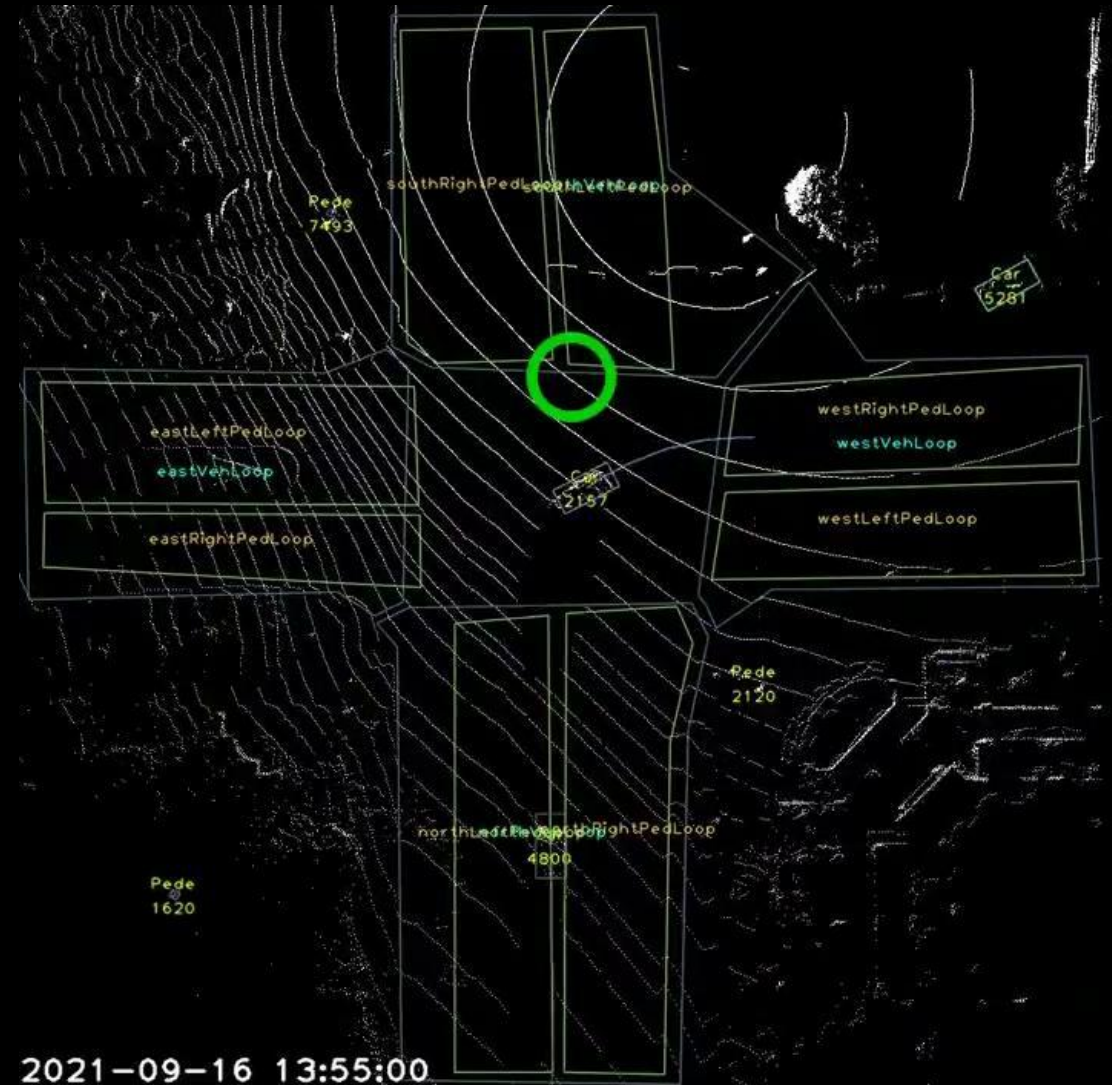 southRightPedLoop
Pede
7493
Car
5281
westRightPedLoop
eastLeftPedLoop
westVehLoop
eastVehLoop
Car
2157
westLeftPedLoop
eastRightPedLoop
Pede
2120
4800
Pede
1620
2021-09-16 13:55:00